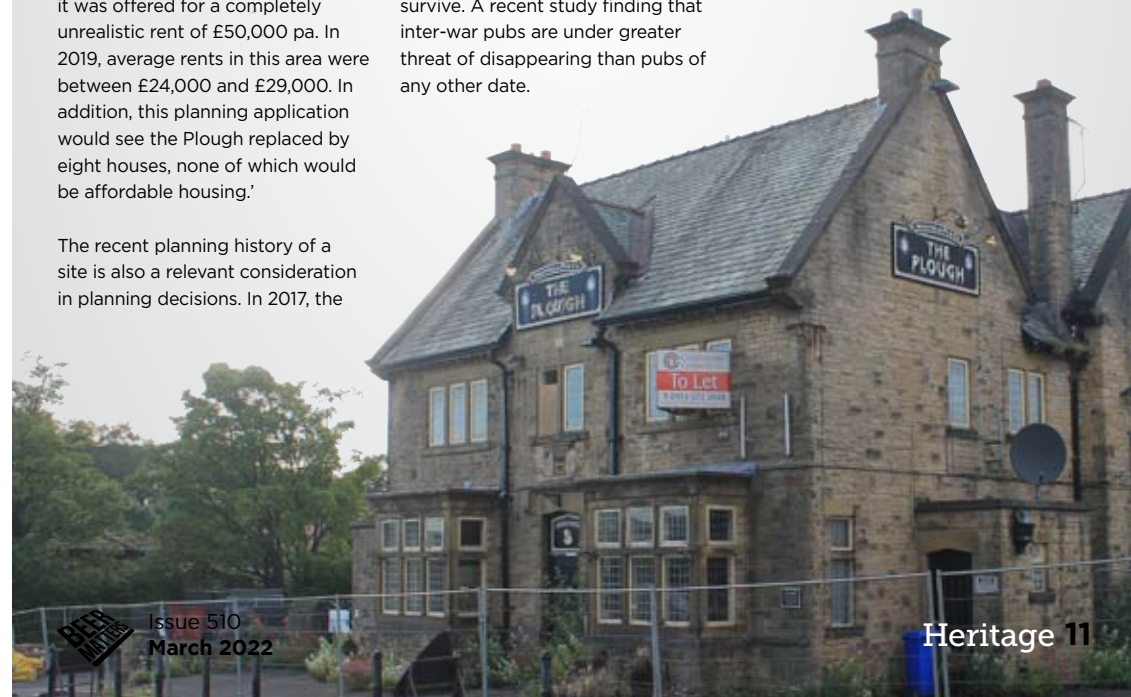 it was offered for a completely
unrealistic rent of £50,000 pa. In
2019, average rents in this area were
between £24,000 and £29,000. In
addition, this planning application
would see the Plough replaced by
eight houses, none of which would
be affordable housing.’
The recent planning history of a
site is also a relevant consideration
in planning decisions. In 2017, the
survive. A recent study finding that
inter-war pubs are under greater
threat of disappearing than pubs of
any other date.
THE
PLOUGH
THE
PLOUGH
To Let
BEER
MATTERS
Issue 510
March 2022
Heritage 11